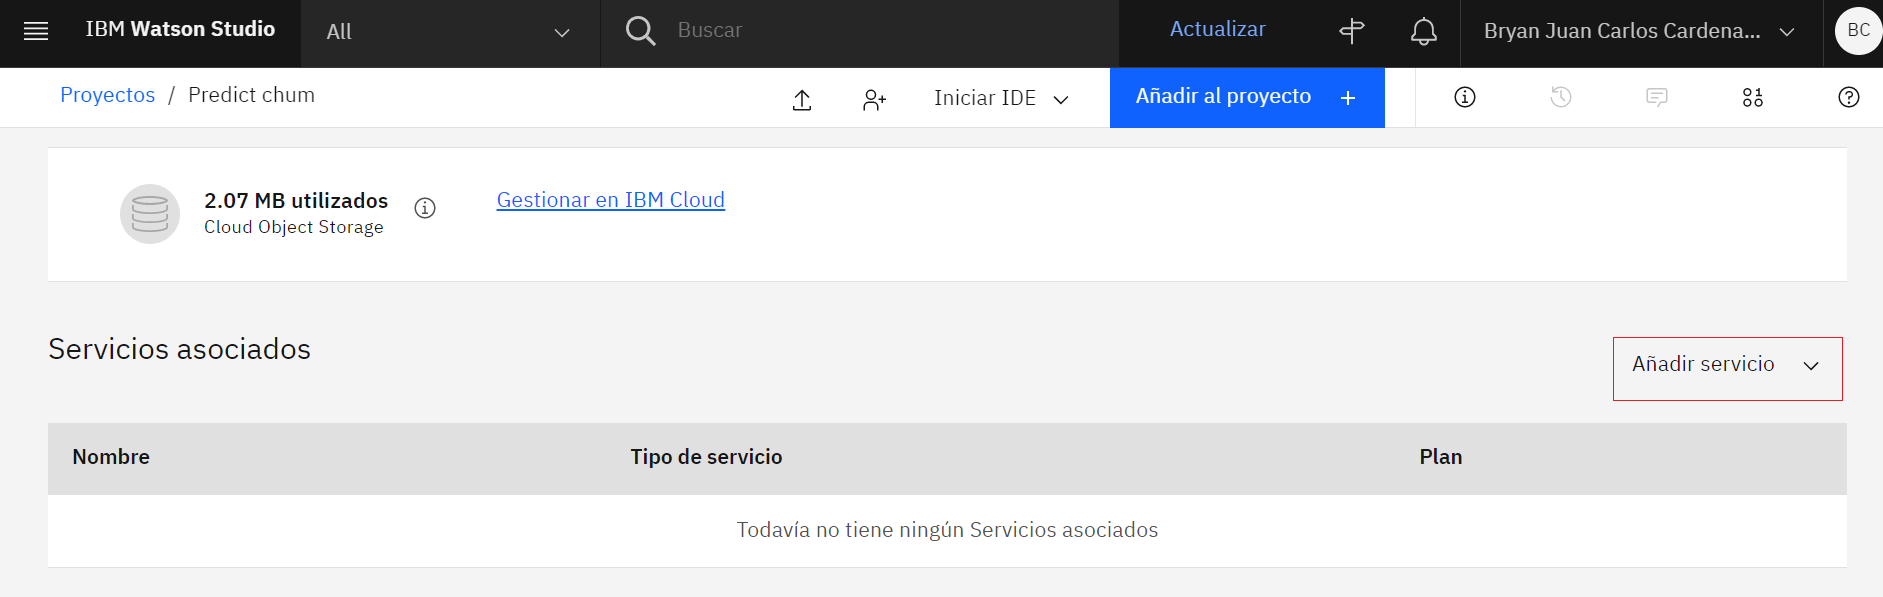 IBM Watson Studio
All
Buscar
Actualizar
Bryan Juan Carlos Cardena...
BC
Proyectos / Predict chum
Iniciar IDE
Añadir al proyecto +
2.07 MB utilizados
Cloud Object Storage
Gestionar en IBM Cloud
Servicios asociados
Añadir servicio
Nombre
Tipo de servicio
Plan
Todavía no tiene ningún Servicios asociados